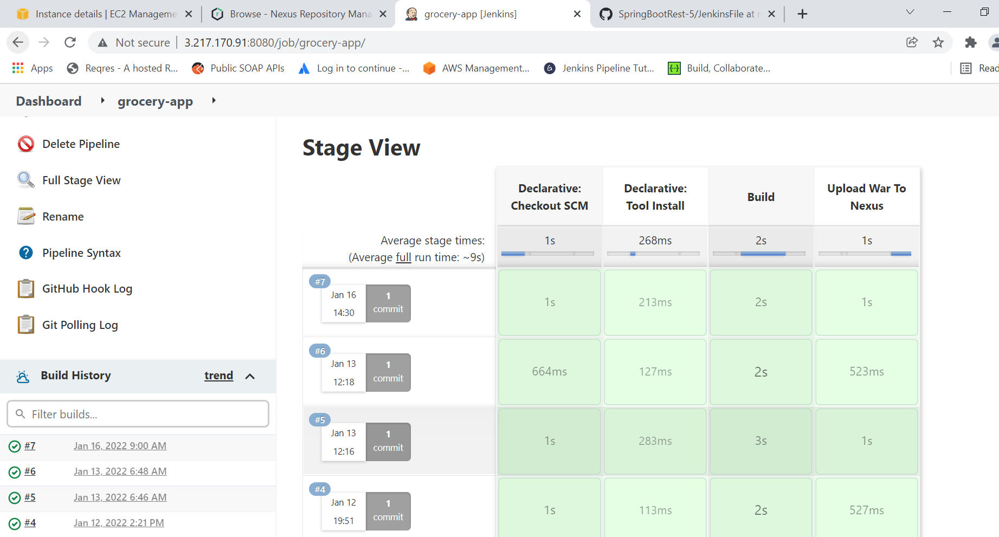 Instance details | EC2 Manageme
Browse - Nexus Repository Mana
grocery-app [Jenkins]
SpringBootRest-5/JenkinsFile at
Not secure
3.217.170.91:8080/job/grocery-app/
Apps
Reqres - A hosted R...
Public SOAP APIs
Log in to continue -...
AWS Management...
Jenkins Pipeline Tut...
Build, Collaborate...
Read
Dashboard
grocery-app
Delete Pipeline
Full Stage View
Rename
Pipeline Syntax
GitHub Hook Log
Git Polling Log
Build History
trend
Filter builds...
#7 Jan 16, 2022 9:00 AM
#6 Jan 13, 2022 6:48 AM
#5 Jan 13, 2022 6:46 AM
#4 Jan 12, 2022 2:21 PM
Stage View
Declarative:
Checkout SCM
Declarative:
Tool Install
Build
Upload War To
Nexus
Average stage times:
(Average full run time: ~9s)
1s
268ms
2s
1s
#7
Jan 16
14:30
1
commit
1s
213ms
2s
1s
#6
Jan 13
12:18
1
commit
664ms
127ms
2s
523ms
#5
Jan 13
12:16
1
commit
1s
283ms
3s
1s
#4
Jan 12
19:51
1
commit
1s
113ms
2s
527ms